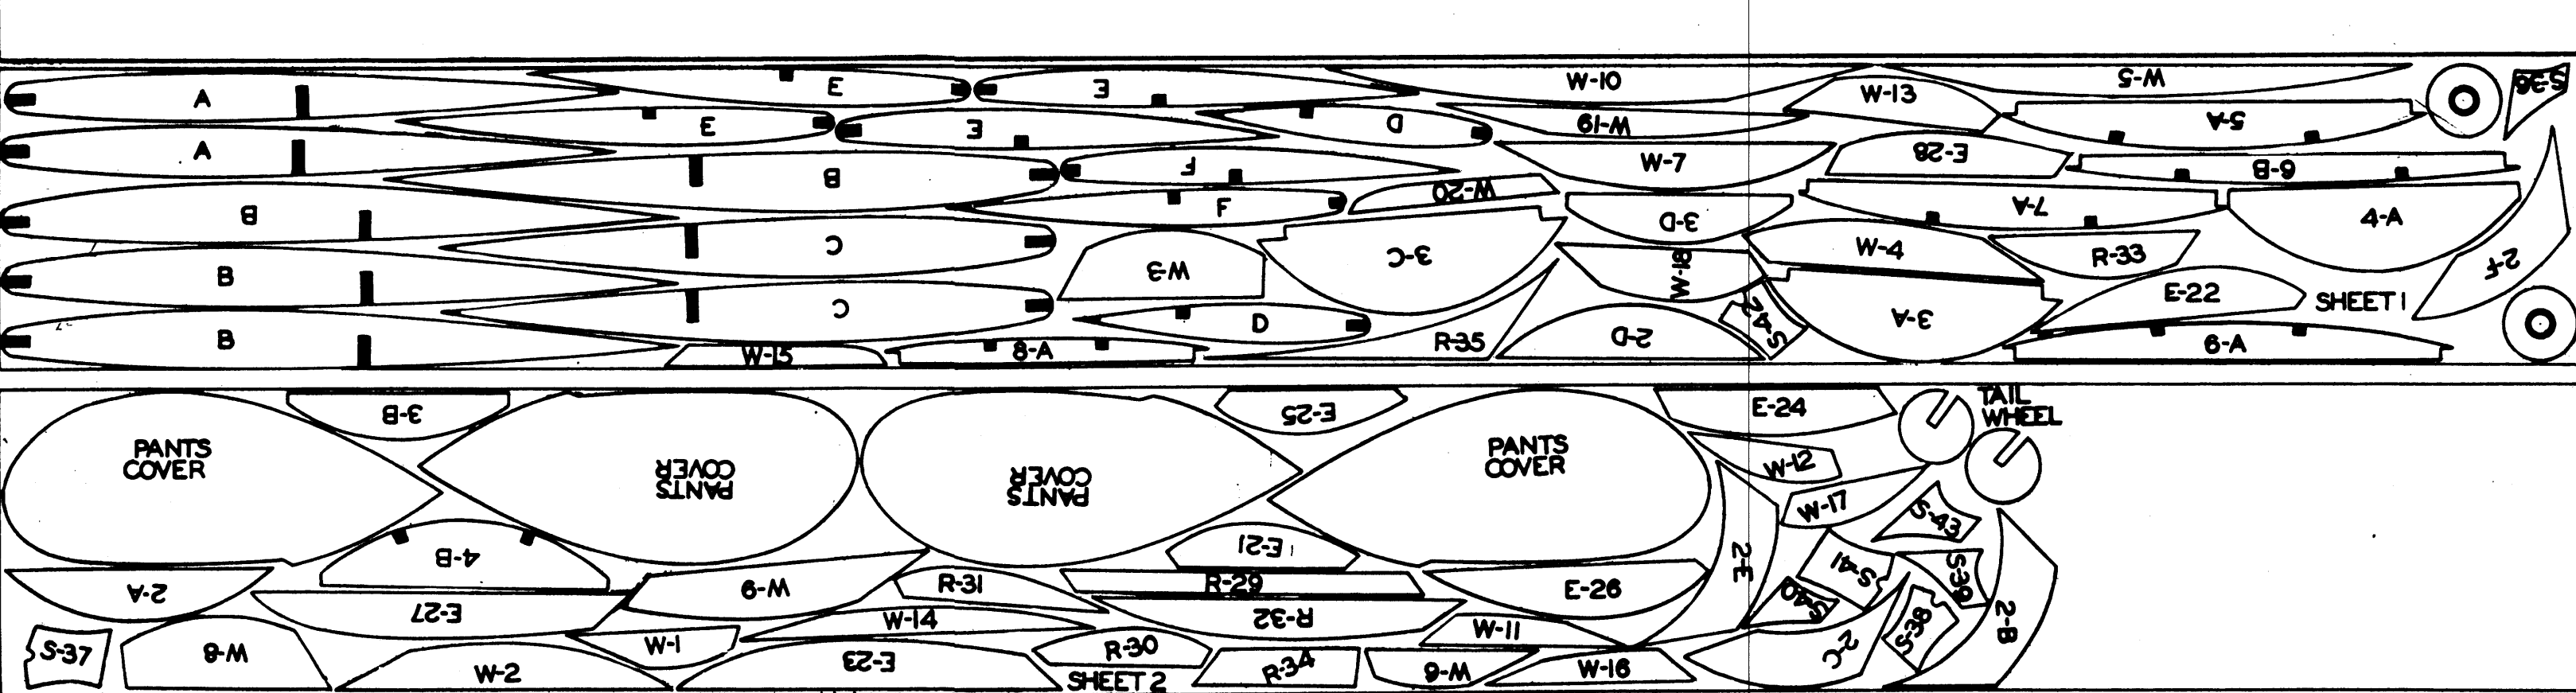 A
E
E
W-10
W-5
S-36
W-13
5-A
A
E
E
D
W-19
E-28
6-B
B
B
F
W-7
W-20
F
3-D
7-A
4-A
2-F
B
C
W-3
3-C
W-18
W-4
R-33
E-22
SHEET 1
B
C
D
R-35
2-D
S-42
3-A
6-A
W-15
8-A
PANTS
COVER
3-B
PANTS
COVER
PANTS
COVER
E-25
PANTS
COVER
E-24
TAIL
WHEEL
W-12
W-17
S-43
4-B
E-21
2-E
S-41
S-39
2-A
E-27
W-6
R-31
R-29
R-32
E-26
S-40
S-38
2-B
S-37
W-8
W-2
W-1
W-14
E-23
R-30
SHEET 2
R-34
W-11
W-9
W-16
2-C